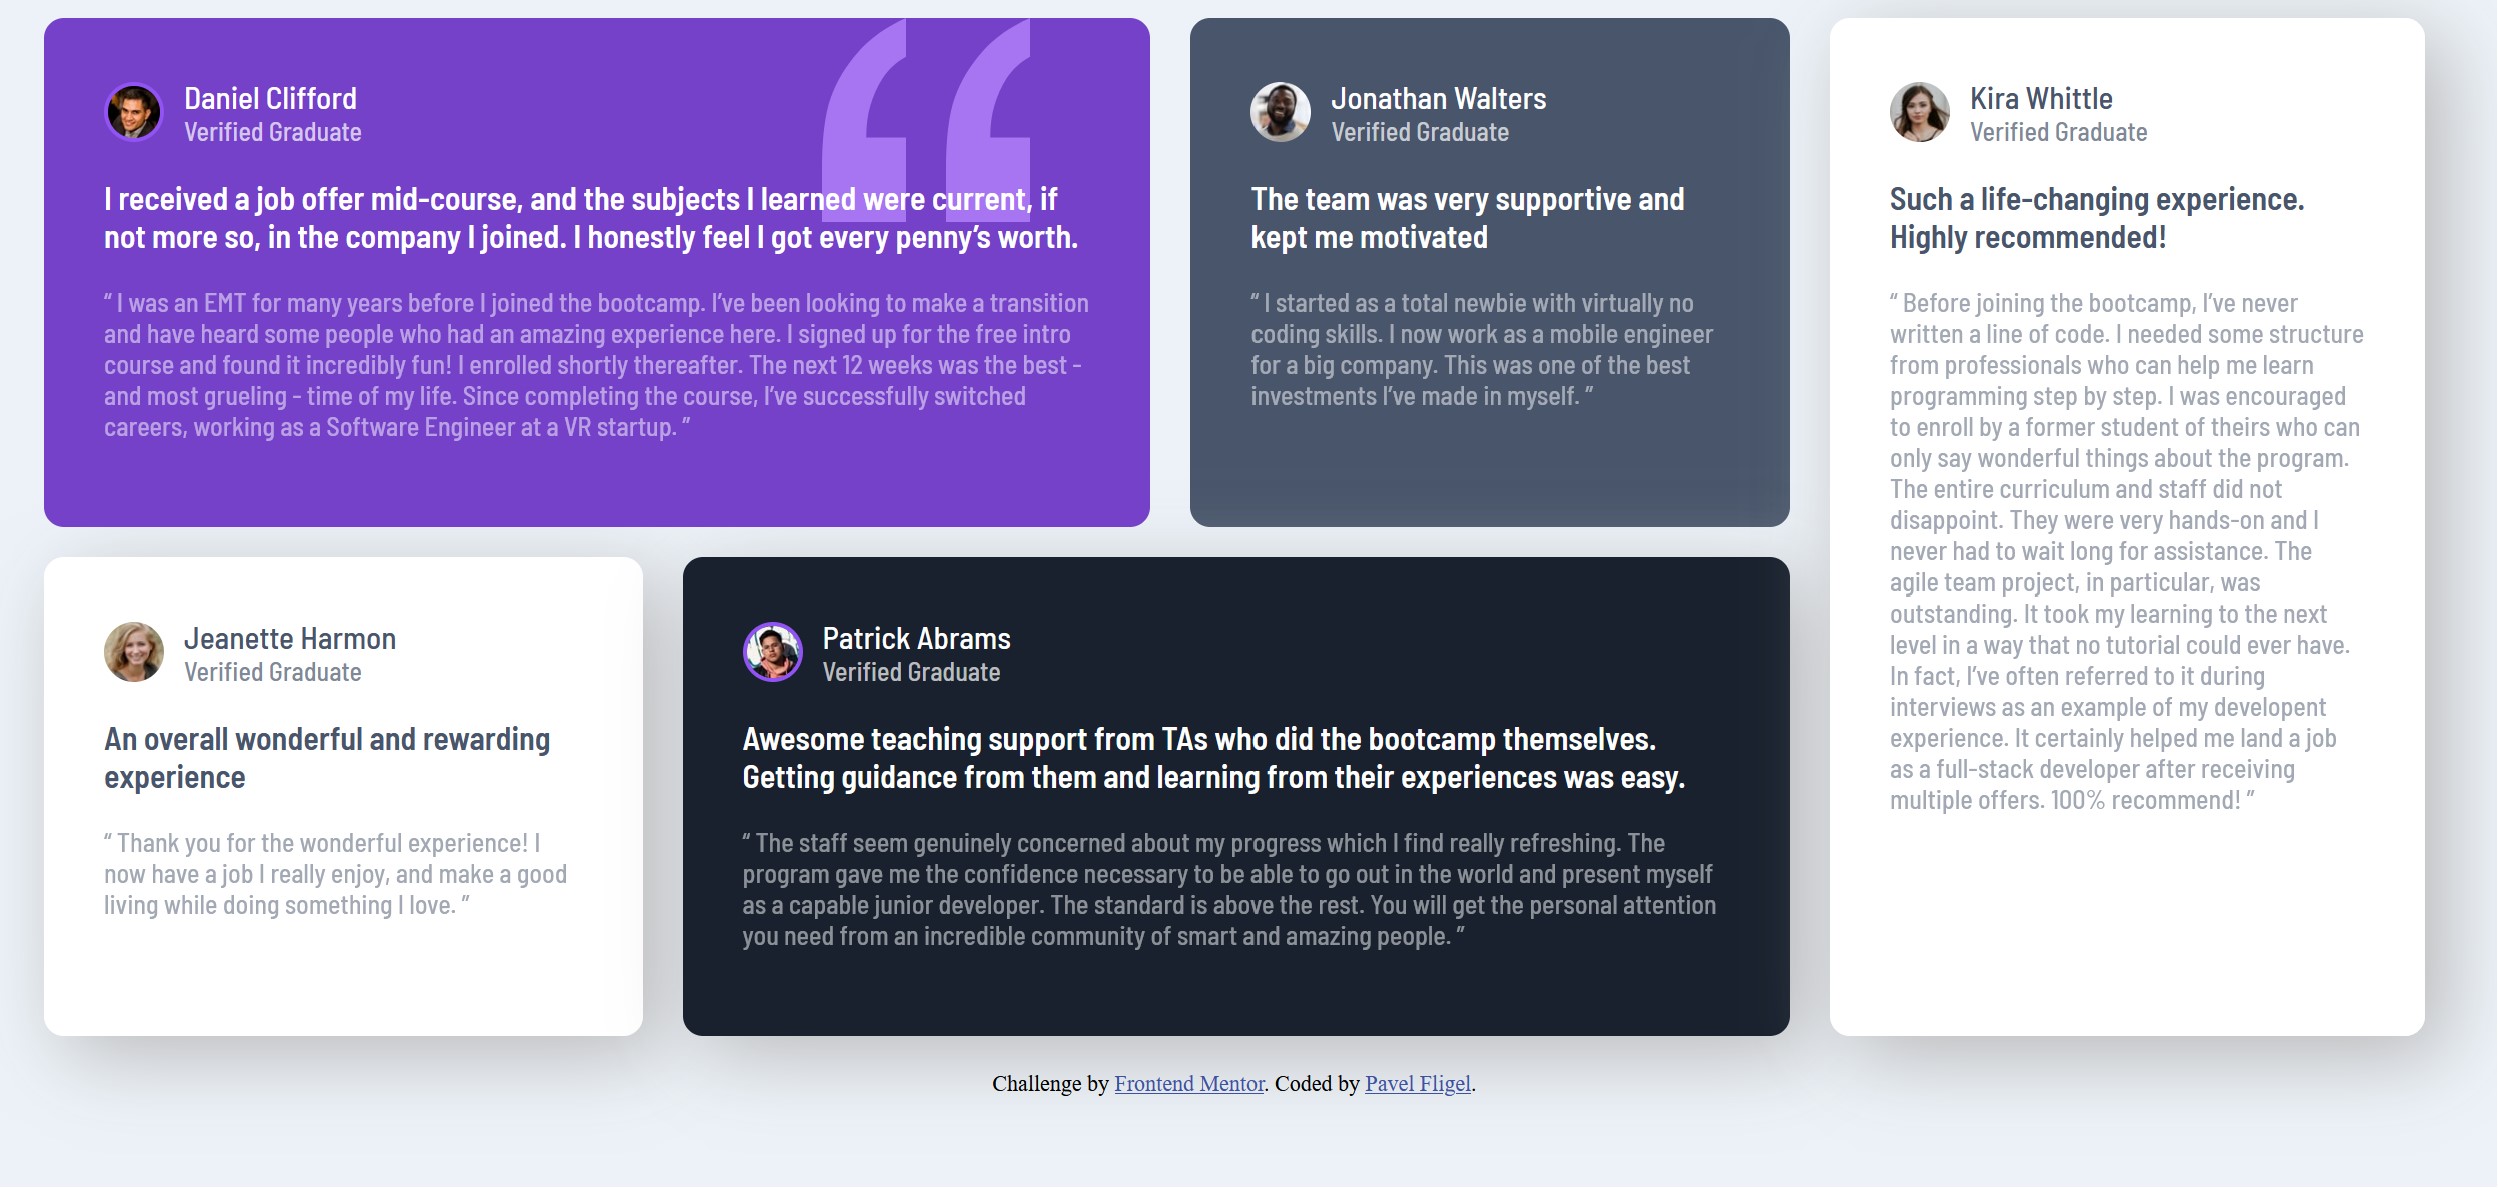 Daniel Clifford
Verified Graduate
I received a job offer mid-course, and the subjects I learned were current, if
not more so, in the company I joined. I honestly feel I got every penny’s worth.
“ I was an EMT for many years before I joined the bootcamp. I’ve been looking to make a transition
and have heard some people who had an amazing experience here. I signed up for the free intro
course and found it incredibly fun! I enrolled shortly thereafter. The next 12 weeks was the best -
and most grueling - time of my life. Since completing the course, I’ve successfully switched
careers, working as a Software Engineer at a VR startup. ”
Jonathan Walters
Verified Graduate
The team was very supportive and
kept me motivated
“ I started as a total newbie with virtually no
coding skills. I now work as a mobile engineer
for a big company. This was one of the best
investments I’ve made in myself. ”
Kira Whittle
Verified Graduate
Such a life-changing experience.
Highly recommended!
“ Before joining the bootcamp, I’ve never
written a line of code. I needed some structure
from professionals who can help me learn
programming step by step. I was encouraged
to enroll by a former student of theirs who can
only say wonderful things about the program.
The entire curriculum and staff did not
disappoint. They were very hands-on and I
never had to wait long for assistance. The
agile team project, in particular, was
outstanding. It took my learning to the next
level in a way that no tutorial could ever have.
In fact, I’ve often referred to it during
interviews as an example of my developent
experience. It certainly helped me land a job
as a full-stack developer after receiving
multiple offers. 100% recommend! ”
Jeanette Harmon
Verified Graduate
An overall wonderful and rewarding
experience
“ Thank you for the wonderful experience! I
now have a job I really enjoy, and make a good
living while doing something I love. ”
Patrick Abrams
Verified Graduate
Awesome teaching support from TAs who did the bootcamp themselves.
Getting guidance from them and learning from their experiences was easy.
“ The staff seem genuinely concerned about my progress which I find really refreshing. The
program gave me the confidence necessary to be able to go out in the world and present myself
as a capable junior developer. The standard is above the rest. You will get the personal attention
you need from an incredible community of smart and amazing people. ”
Challenge by Frontend Mentor. Coded by Pavel Fligel.